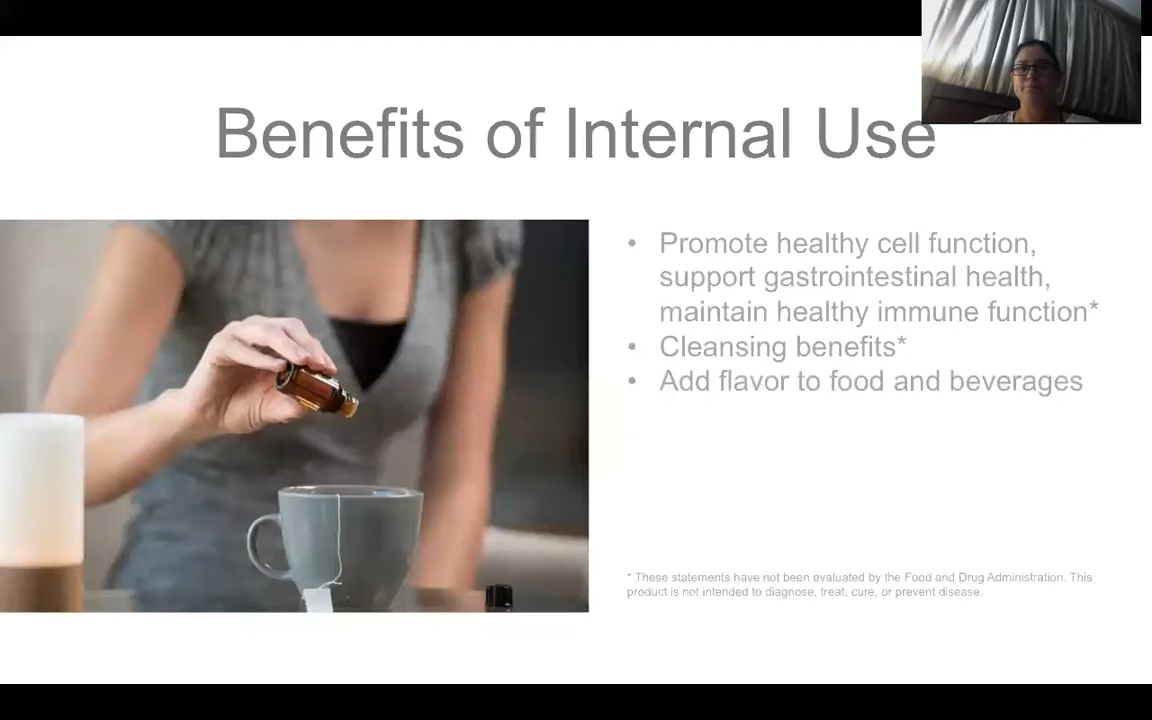 Benefits of Internal Use
• Promote healthy cell function,
support gastrointestinal health,
maintain healthy immune function*
• Cleansing benefits*
• Add flavor to food and beverages
* These statements have not been evaluated by the Food and Drug Administration. This
product is not intended to diagnose, treat, cure, or prevent disease.